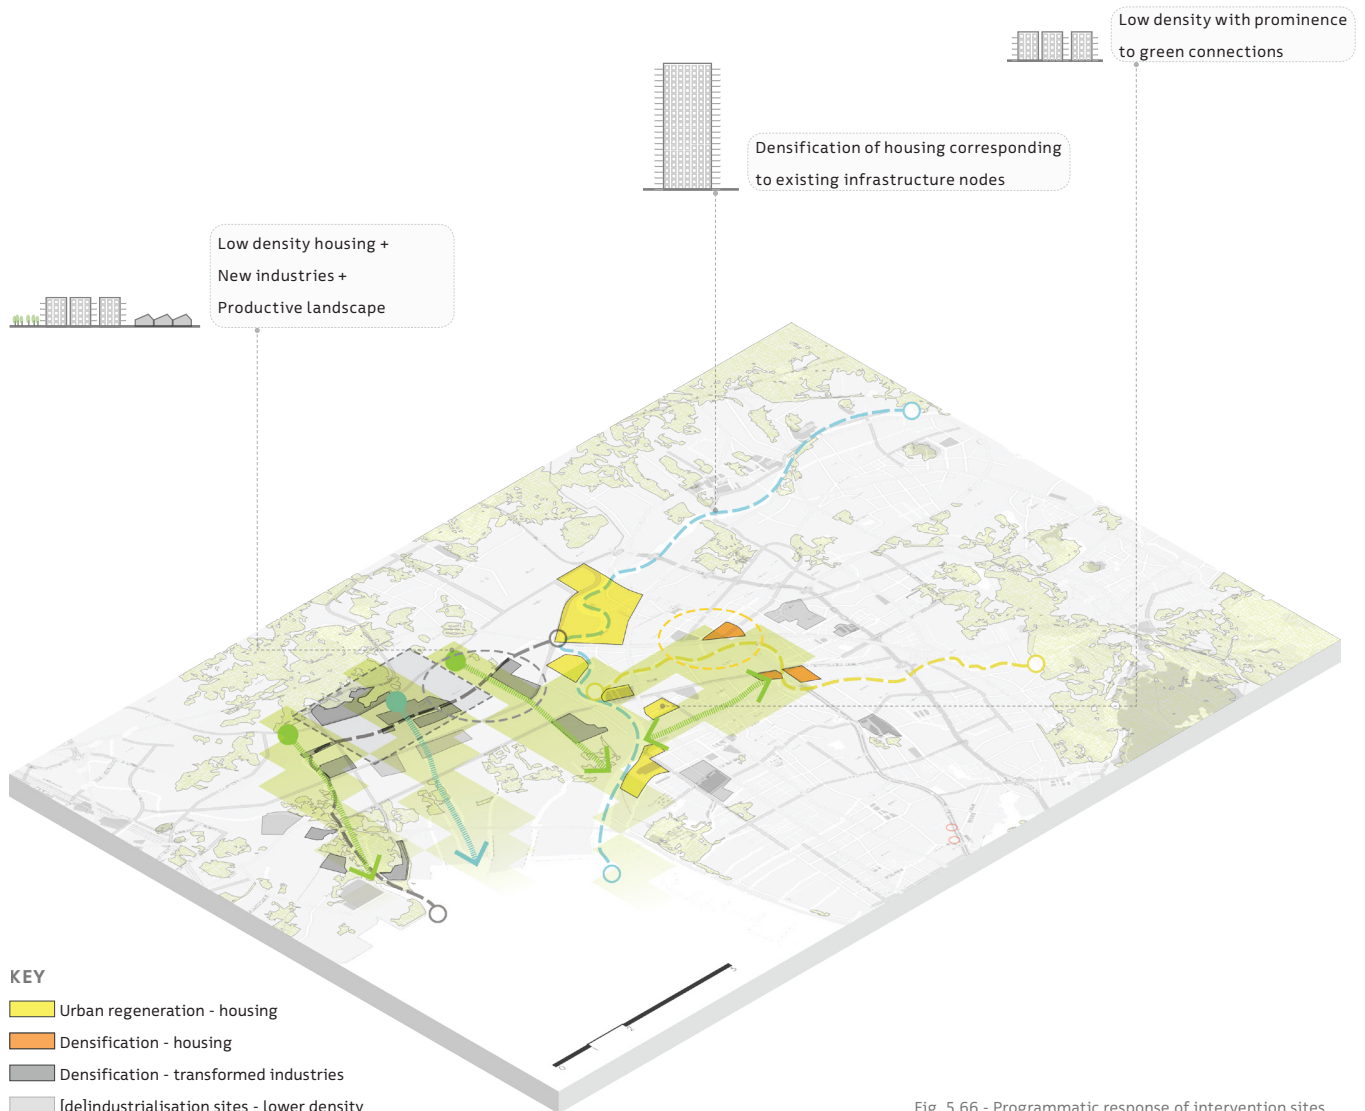 Low density with prominence
to green connections
Densification of housing corresponding
to existing infrastructure nodes
Low density housing +
New industries +
Productive landscape
KEY
Urban regeneration - housing
Densification - housing
Densification - transformed industries
[de]industrialisation sites - lower density
Fig. 5.66 - Programmatic response of intervention sites